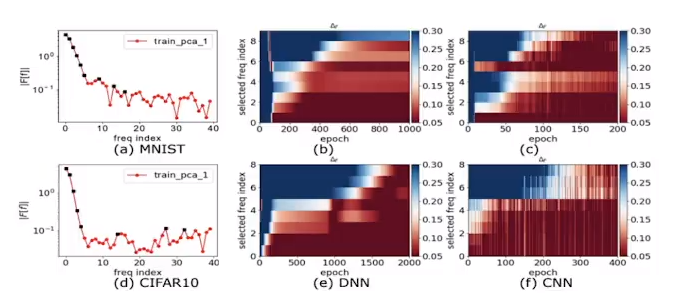 |F[f]|
10⁰
10⁻¹
train_pca_1
0 10 20 30 40
freq index
(a) MNIST
Δ_F
selected freq index
8
6
4
2
0
0.30
0.25
0.20
0.15
0.10
0.05
200 400 600 800 1000
epoch
(b)
Δ_F
selected freq index
8
6
4
2
0
0.30
0.25
0.20
0.15
0.10
0.05
0 50 100 150 200
epoch
(c)
|F[f]|
10⁰
10⁻¹
train_pca_1
0 10 20 30 40
freq index
(d) CIFAR10
Δ_F
selected freq index
8
6
4
2
0
0.30
0.25
0.20
0.15
0.10
0.05
0 500 1000 1500 2000
epoch
(e) DNN
Δ_F
selected freq index
8
6
4
2
0
0.30
0.25
0.20
0.15
0.10
0.05
0 100 200
epoch
(f) CNN